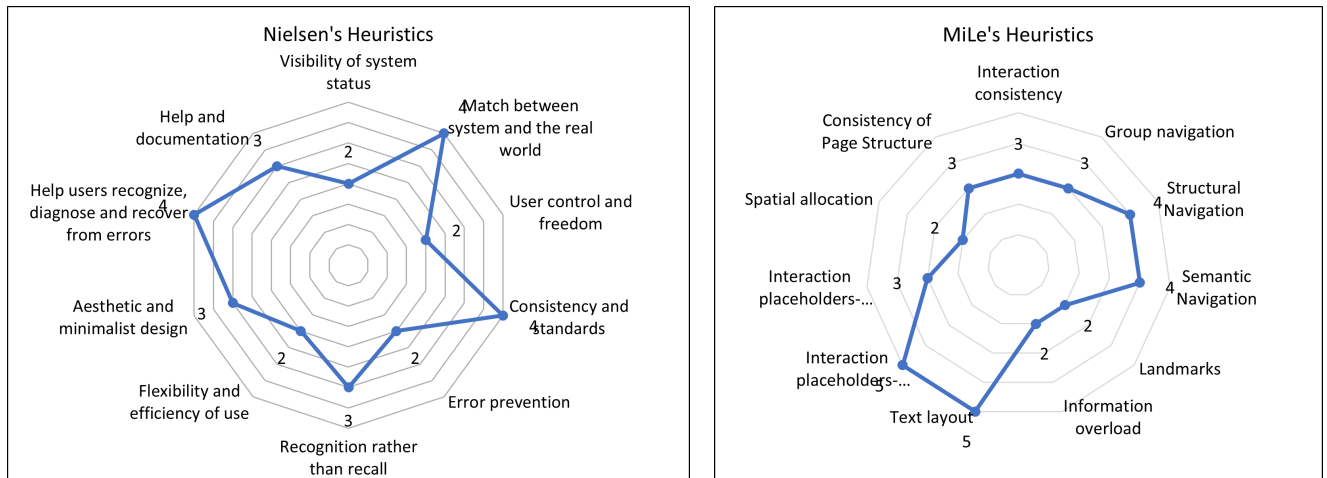 Nielsen's Heuristics
Visibility of system
status
4
Match between
system and the real
world
2
User control and
freedom
2
Consistency and
standards
4
Error prevention
2
Recognition rather
than recall
3
Flexibility and
efficiency of use
2
Aesthetic and
minimalist design
3
Help users recognize,
diagnose and recover
from errors
4
Help and
documentation
3
MiLe's Heuristics
Interaction
consistency
3
Group navigation
3
Structural
Navigation
4
Semantic
Navigation
4
Landmarks
2
Information
overload
2
Text layout
5
Interaction
placeholders-...
5
Interaction
placeholders-...
3
Spatial allocation
2
Consistency of
Page Structure
3